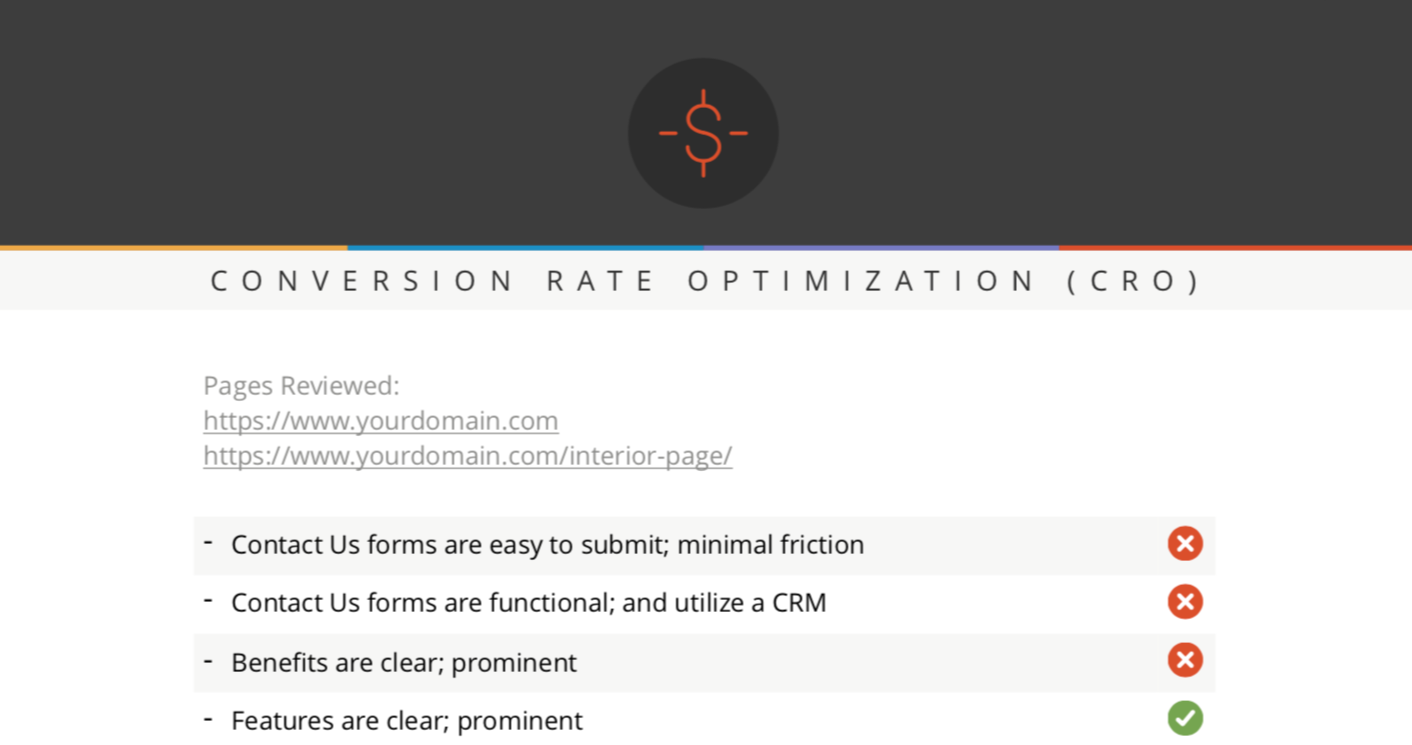 CONVERSION RATE OPTIMIZATION (CRO)
Pages Reviewed:
https://www.yourdomain.com
https://www.yourdomain.com/interior-page/
- Contact Us forms are easy to submit; minimal friction
- Contact Us forms are functional; and utilize a CRM
- Benefits are clear; prominent
- Features are clear; prominent